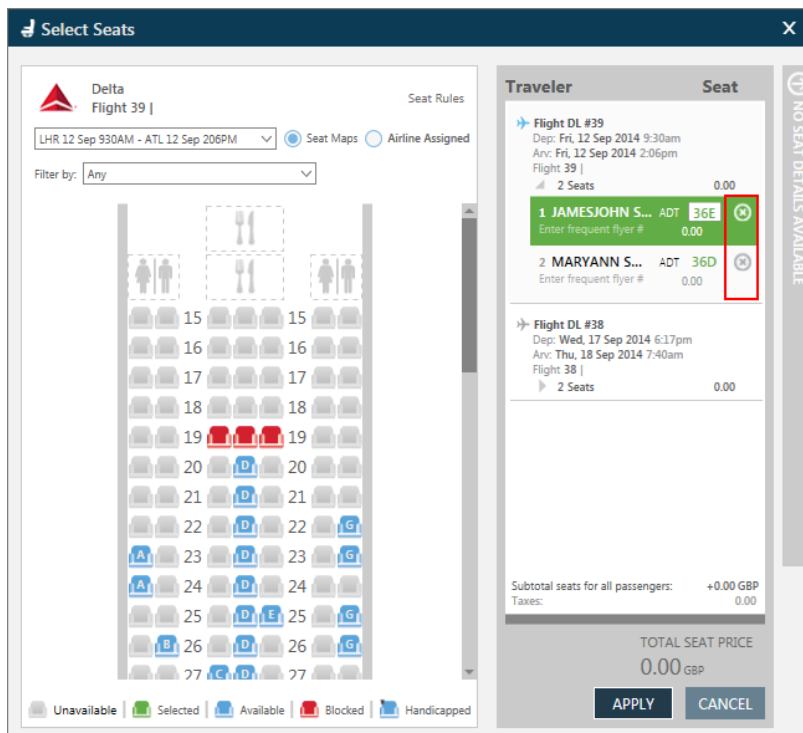 Select Seats
X
Delta
Flight 39 |
Seat Rules
LHR 12 Sep 930AM - ATL 12 Sep 206PM
Seat Maps
Airline Assigned
Filter by: Any
15 15
16 16
17 17
18 18
19 19
20 D 20
21 D 21
22 D 22 G
A 23 D 23 G
A 24 D 24
25 D E 25 G
B 26 D 26 G
27 C D 27
Unavailable | Selected | Available | Blocked | Handicapped
Traveler Seat
Flight DL #39
Dep: Fri, 12 Sep 2014 9:30am
Arv: Fri, 12 Sep 2014 2:06pm
Flight 39 |
2 Seats 0.00
1 JAMESJOHN S... ADT 36E
Enter frequent flyer # 0.00
2 MARYANN S... ADT 36D
Enter frequent flyer # 0.00
Flight DL #38
Dep: Wed, 17 Sep 2014 6:17pm
Arv: Thu, 18 Sep 2014 7:40am
Flight 38 |
2 Seats 0.00
Subtotal seats for all passengers: +0.00 GBP
Taxes: 0.00
TOTAL SEAT PRICE
0.00 GBP
APPLY CANCEL
NO SEAT DETAILS AVAILABLE